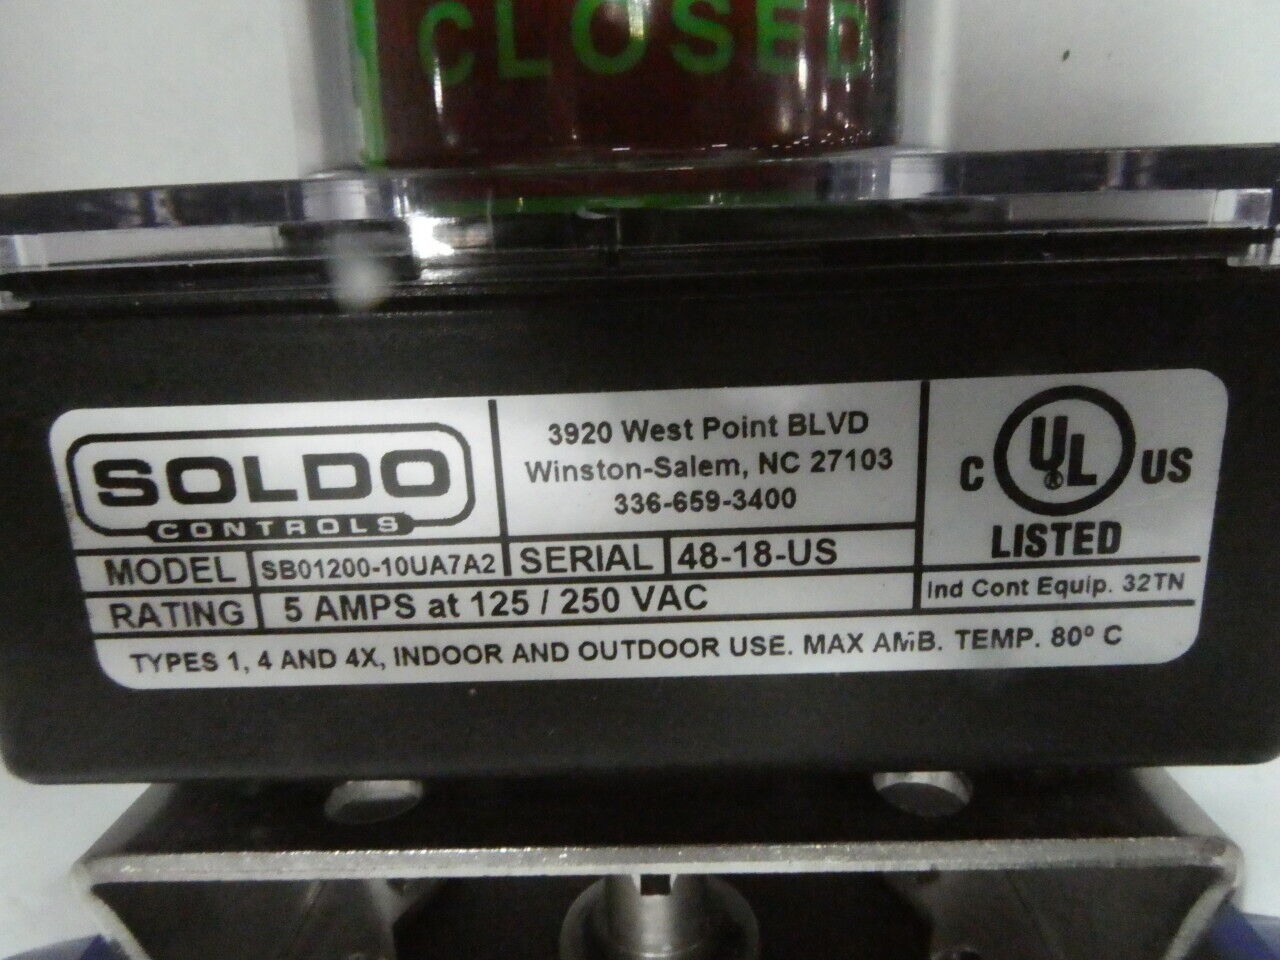 CLOSED
SOLDO
CONTROLS
3920 West Point BLVD
Winston-Salem, NC 27103
336-659-3400
C UL ® US
LISTED
MODEL SB01200-10UA7A2 SERIAL 48-18-US
Ind Cont Equip. 32TN
RATING 5 AMPS at 125 / 250 VAC
TYPES 1, 4 AND 4X, INDOOR AND OUTDOOR USE. MAX AMB. TEMP. 80º C